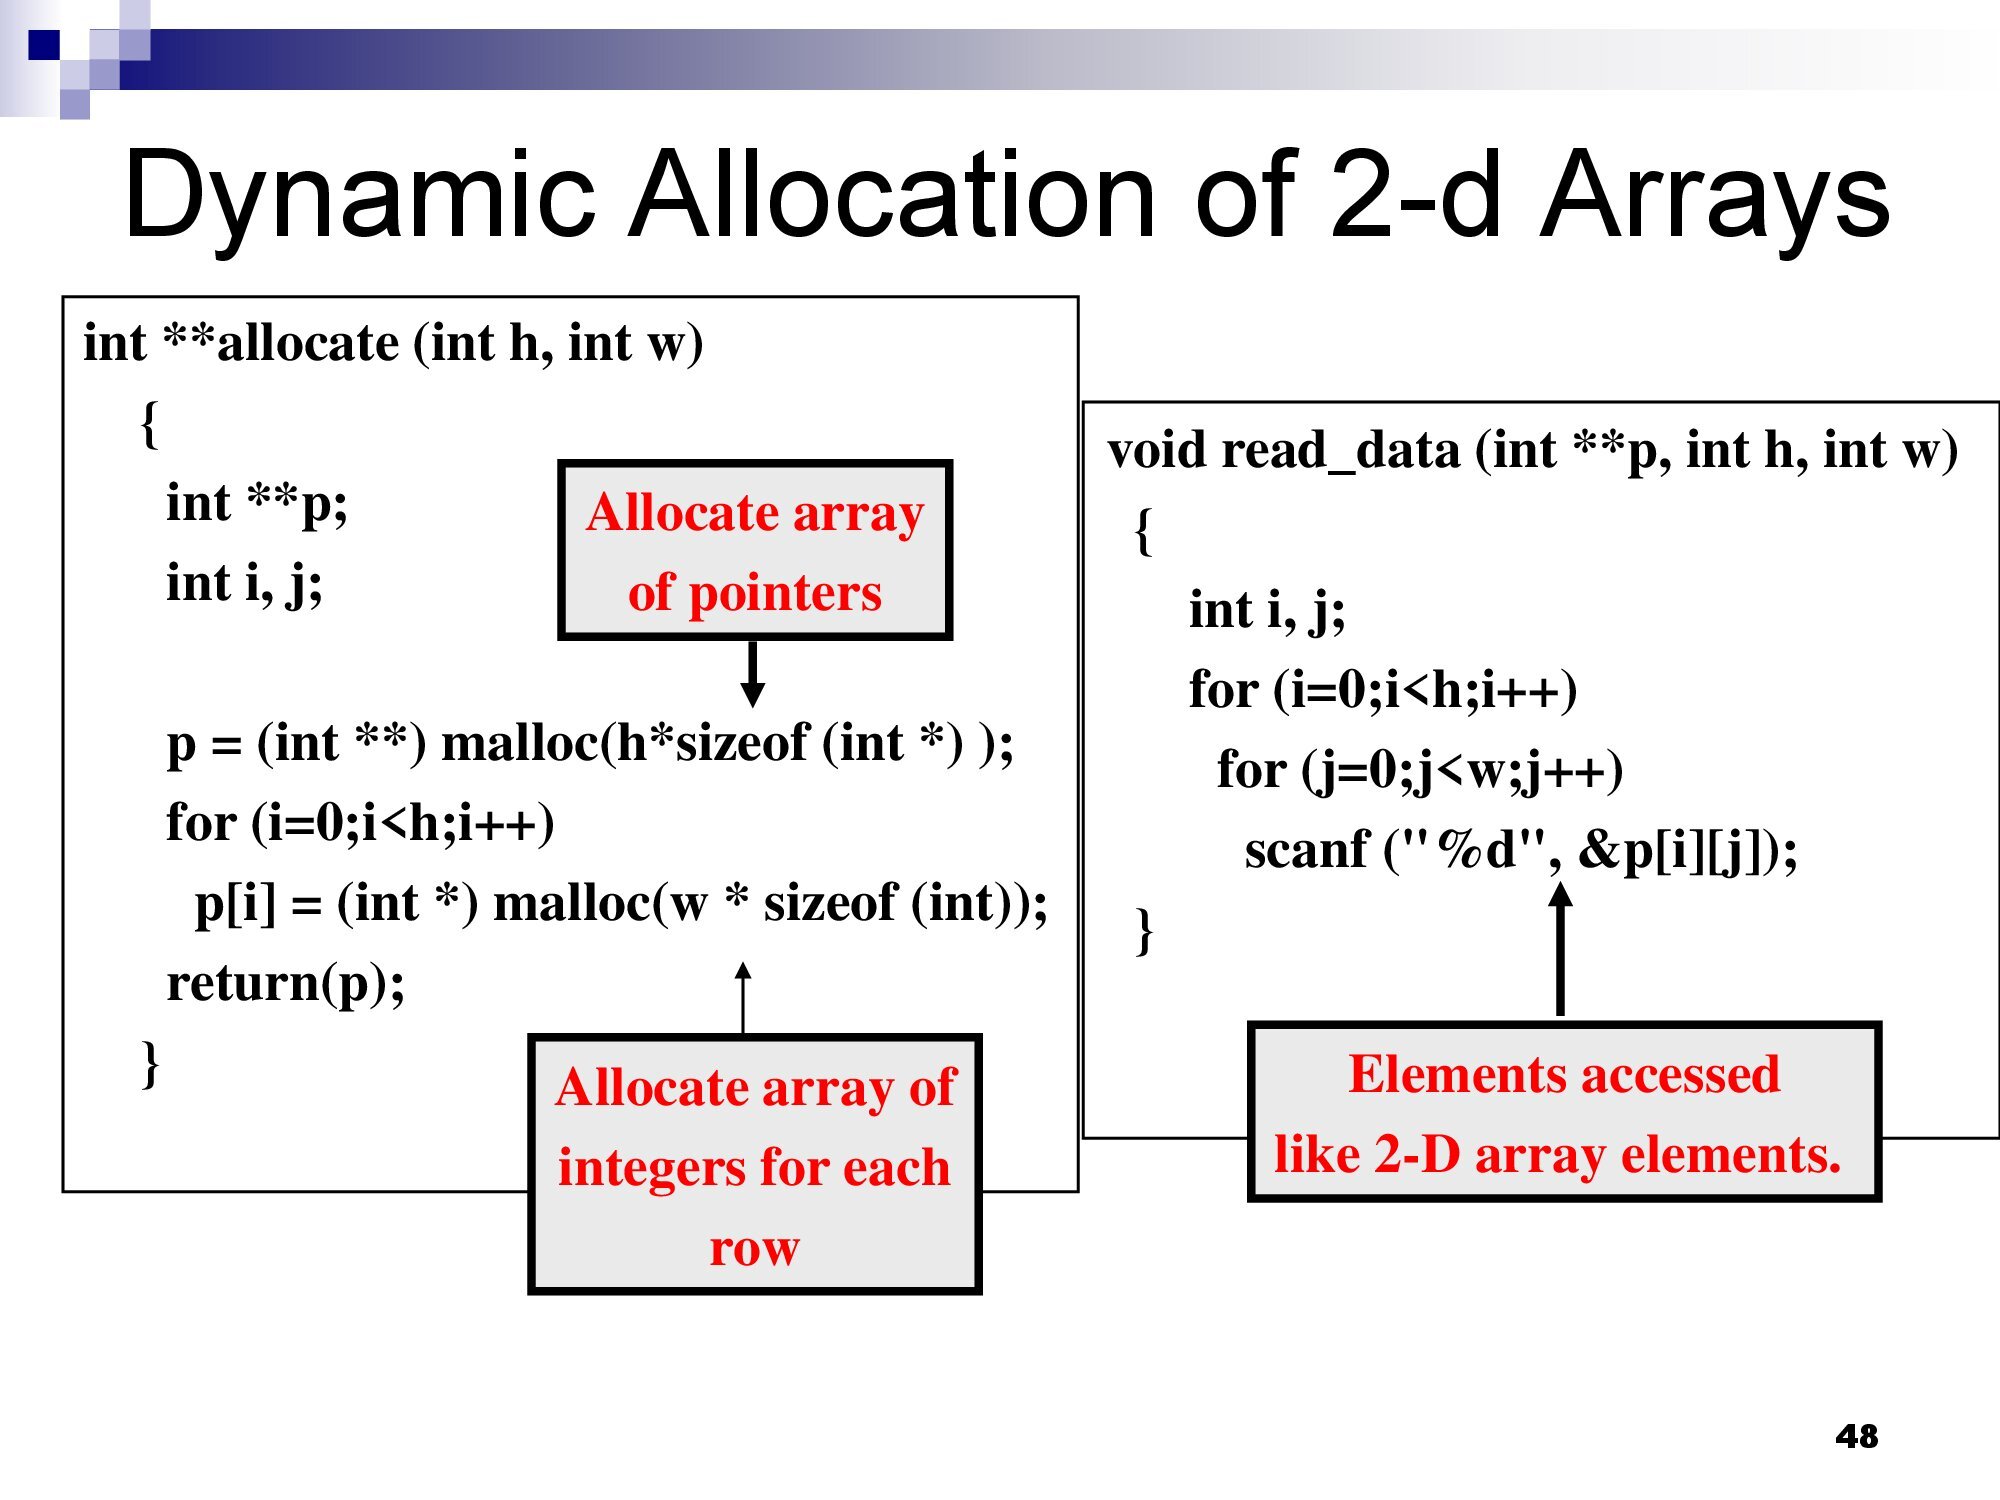 Dynamic Allocation of 2-d Arrays
int **allocate (int h, int w)
{
int **p;
int i, j;
Allocate array
of pointers
p = (int **) malloc(h*sizeof (int *) );
for (i=0;i<h;i++)
p[i] = (int *) malloc(w * sizeof (int));
return(p);
}
Allocate array of
integers for each
row
void read_data (int **p, int h, int w)
{
int i, j;
for (i=0;i<h;i++)
for (j=0;j<w;j++)
scanf ("%d", &p[i][j]);
}
Elements accessed
like 2-D array elements.
48